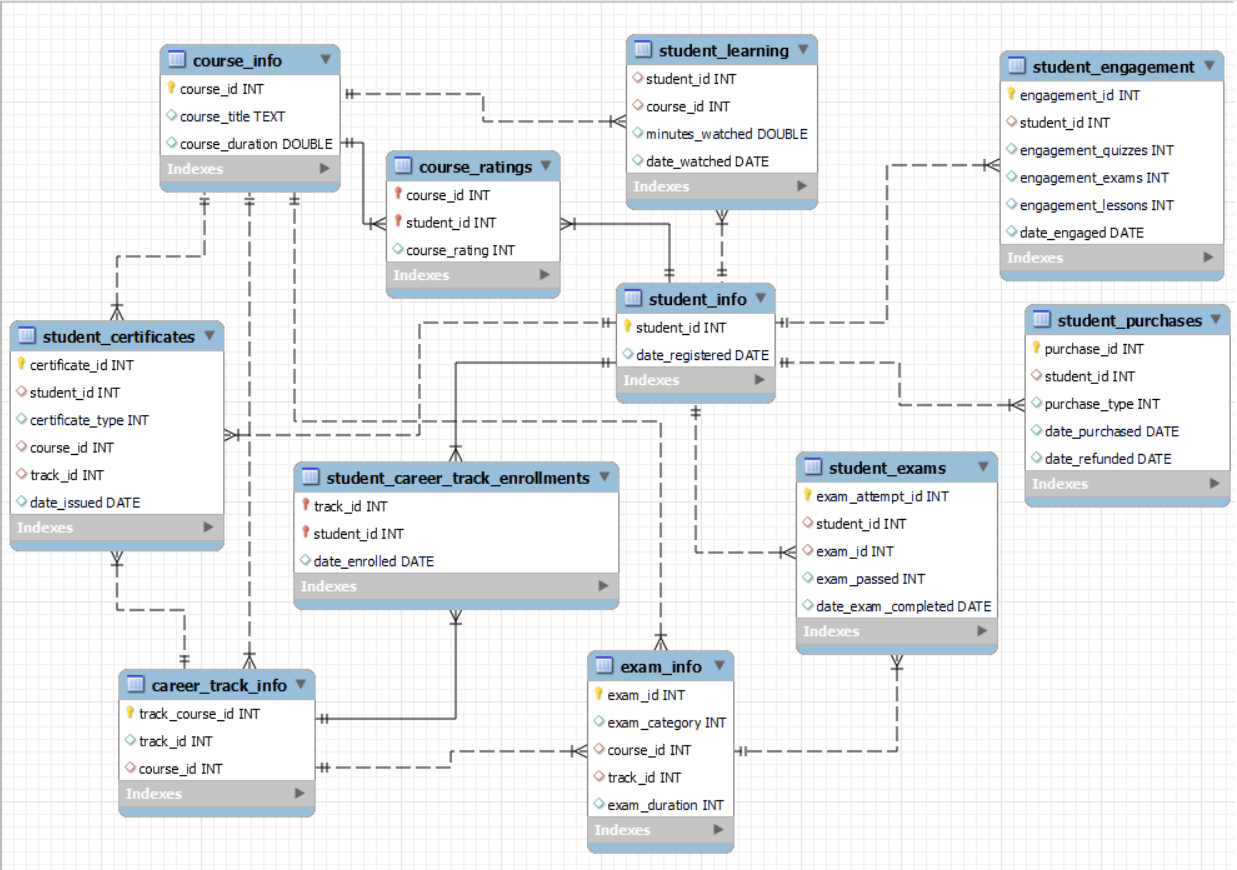 course_info
course_id INT
course_title TEXT
course_duration DOUBLE
Indexes
student_learning
student_id INT
course_id INT
minutes_watched DOUBLE
date_watched DATE
Indexes
student_engagement
engagement_id INT
student_id INT
engagement_quizzes INT
engagement_exams INT
engagement_lessons INT
date_engaged DATE
Indexes
course_ratings
course_id INT
student_id INT
course_rating INT
Indexes
student_info
student_id INT
date_registered DATE
Indexes
student_purchases
purchase_id INT
student_id INT
purchase_type INT
date_purchased DATE
date_refunded DATE
Indexes
student_certificates
certificate_id INT
student_id INT
certificate_type INT
course_id INT
track_id INT
date_issued DATE
Indexes
student_career_track_enrollments
track_id INT
student_id INT
date_enrolled DATE
Indexes
student_exams
exam_attempt_id INT
student_id INT
exam_id INT
exam_passed INT
date_exam _completed DATE
Indexes
career_track_info
track_course_id INT
track_id INT
course_id INT
Indexes
exam_info
exam_id INT
exam_category INT
course_id INT
track_id INT
exam_duration INT
Indexes